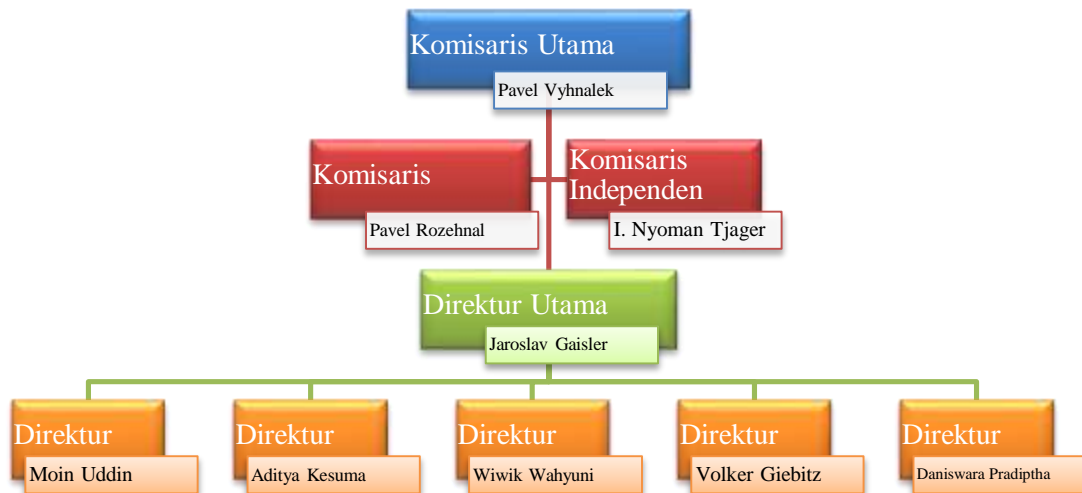 Komisaris Utama
Pavel Vyhnalek
Komisaris
Pavel Rozehnal
Komisaris
Independen
I. Nyoman Tjager
Direktur Utama
Jaroslav Gaisler
Direktur
Moin Uddin
Direktur
Aditya Kesuma
Direktur
Wiwik Wahyuni
Direktur
Volker Giebitz
Direktur
Daniswara Pradiptha